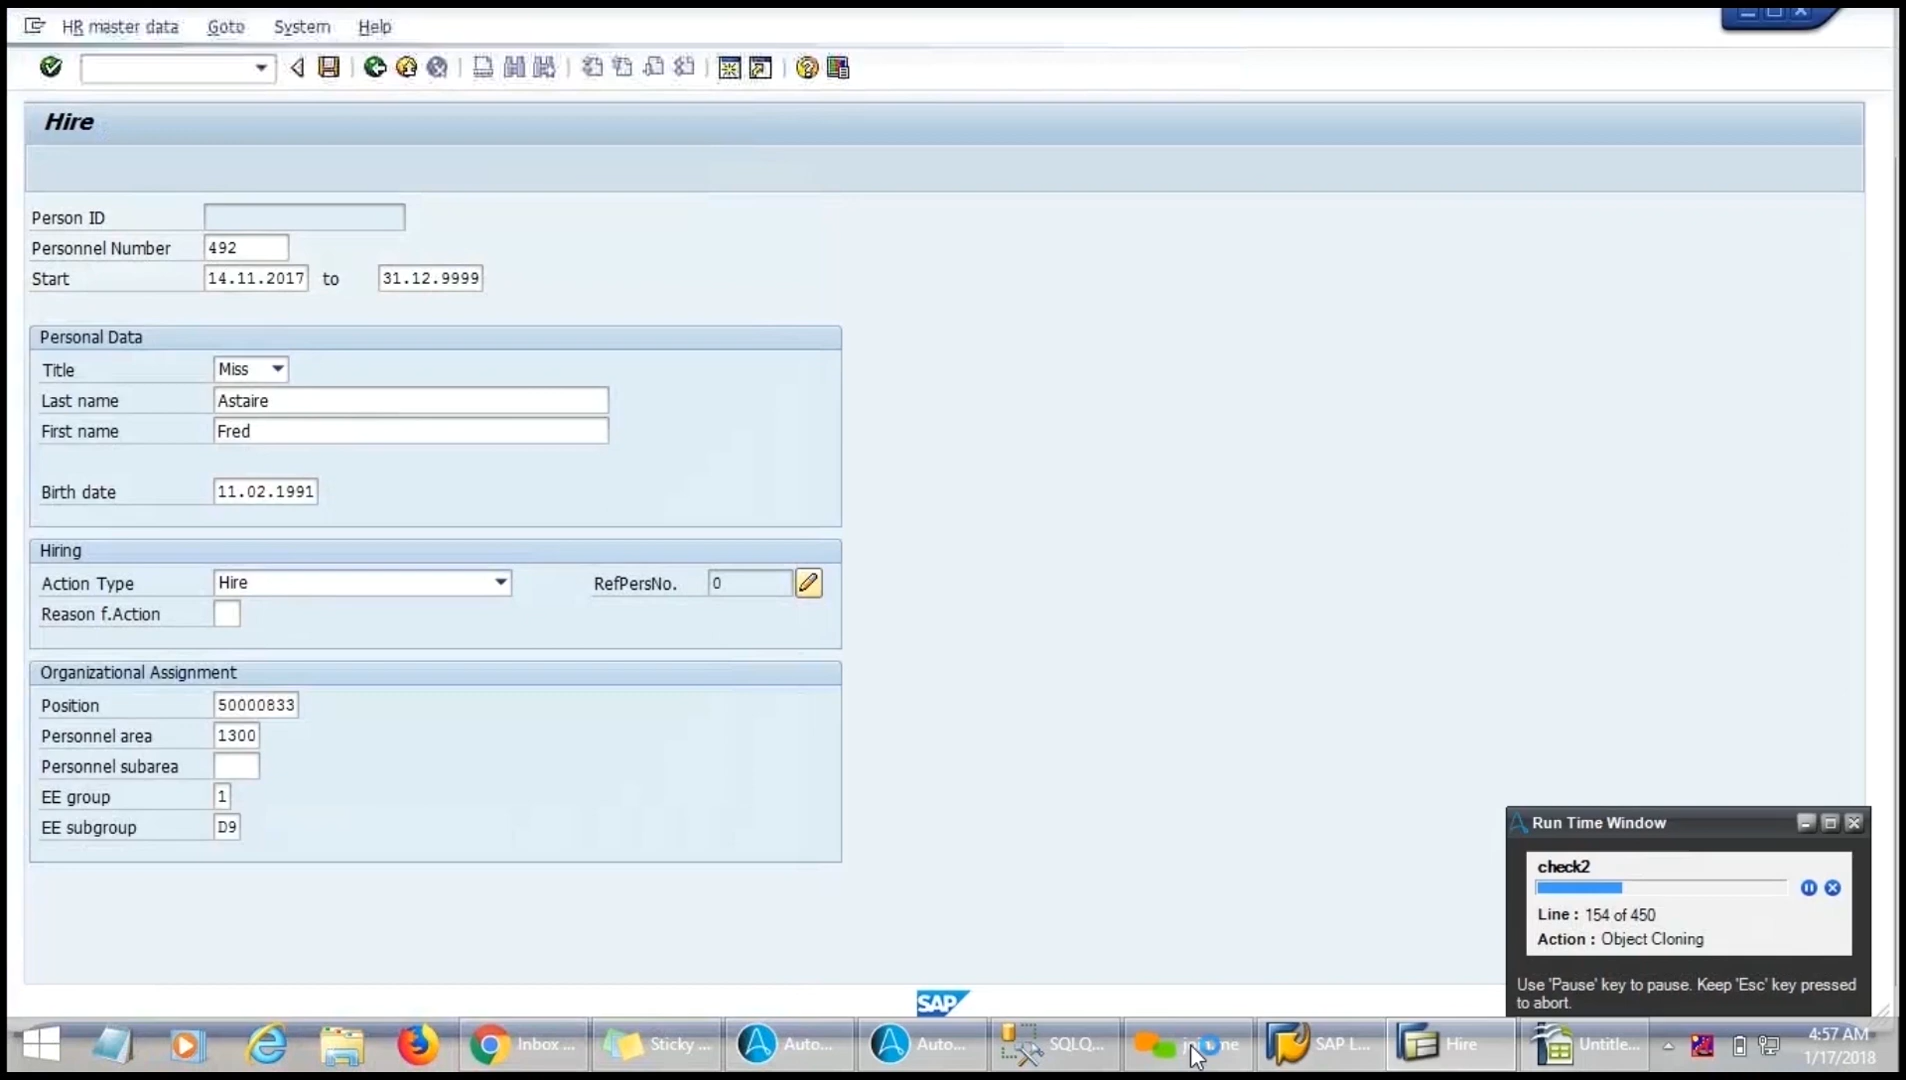 HR master data Goto System Help
Hire
Person ID
Personnel Number 492
Start 14.11.2017 to 31.12.9999
Personal Data
Title Miss
Last name Astaire
First name Fred
Birth date 11.02.1991
Hiring
Action Type Hire RefPersNo. 0
Reason f.Action
Organizational Assignment
Position 50000833
Personnel area 1300
Personnel subarea
EE group 1
EE subgroup D9
Run Time Window
check2
Line : 154 of 450
Action : Object Cloning
Use 'Pause' key to pause. Keep 'Esc' key pressed
to abort.
SAP
Inbox ... Sticky ... Auto... Auto... SQLQ... SAP L... Hire Untitle... 4:57 AM
1/17/2018